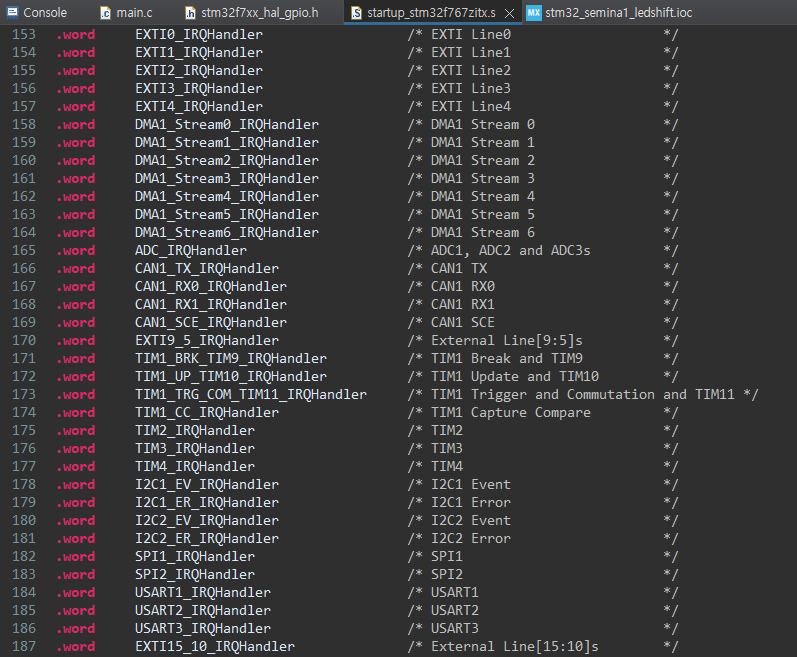 Console main.c stm32f7xx_hal_gpio.h startup_stm32f767zitx.s MX stm32_semina1_ledshift.ioc
153 .word EXTI0_IRQHandler /* EXTI Line0 */
154 .word EXTI1_IRQHandler /* EXTI Line1 */
155 .word EXTI2_IRQHandler /* EXTI Line2 */
156 .word EXTI3_IRQHandler /* EXTI Line3 */
157 .word EXTI4_IRQHandler /* EXTI Line4 */
158 .word DMA1_Stream0_IRQHandler /* DMA1 Stream 0 */
159 .word DMA1_Stream1_IRQHandler /* DMA1 Stream 1 */
160 .word DMA1_Stream2_IRQHandler /* DMA1 Stream 2 */
161 .word DMA1_Stream3_IRQHandler /* DMA1 Stream 3 */
162 .word DMA1_Stream4_IRQHandler /* DMA1 Stream 4 */
163 .word DMA1_Stream5_IRQHandler /* DMA1 Stream 5 */
164 .word DMA1_Stream6_IRQHandler /* DMA1 Stream 6 */
165 .word ADC_IRQHandler /* ADC1, ADC2 and ADC3s */
166 .word CAN1_TX_IRQHandler /* CAN1 TX */
167 .word CAN1_RX0_IRQHandler /* CAN1 RX0 */
168 .word CAN1_RX1_IRQHandler /* CAN1 RX1 */
169 .word CAN1_SCE_IRQHandler /* CAN1 SCE */
170 .word EXTI9_5_IRQHandler /* External Line[9:5]s */
171 .word TIM1_BRK_TIM9_IRQHandler /* TIM1 Break and TIM9 */
172 .word TIM1_UP_TIM10_IRQHandler /* TIM1 Update and TIM10 */
173 .word TIM1_TRG_COM_TIM11_IRQHandler /* TIM1 Trigger and Commutation and TIM11 */
174 .word TIM1_CC_IRQHandler /* TIM1 Capture Compare */
175 .word TIM2_IRQHandler /* TIM2 */
176 .word TIM3_IRQHandler /* TIM3 */
177 .word TIM4_IRQHandler /* TIM4 */
178 .word I2C1_EV_IRQHandler /* I2C1 Event */
179 .word I2C1_ER_IRQHandler /* I2C1 Error */
180 .word I2C2_EV_IRQHandler /* I2C2 Event */
181 .word I2C2_ER_IRQHandler /* I2C2 Error */
182 .word SPI1_IRQHandler /* SPI1 */
183 .word SPI2_IRQHandler /* SPI2 */
184 .word USART1_IRQHandler /* USART1 */
185 .word USART2_IRQHandler /* USART2 */
186 .word USART3_IRQHandler /* USART3 */
187 .word EXTI15_10_IRQHandler /* External Line[15:10]s */